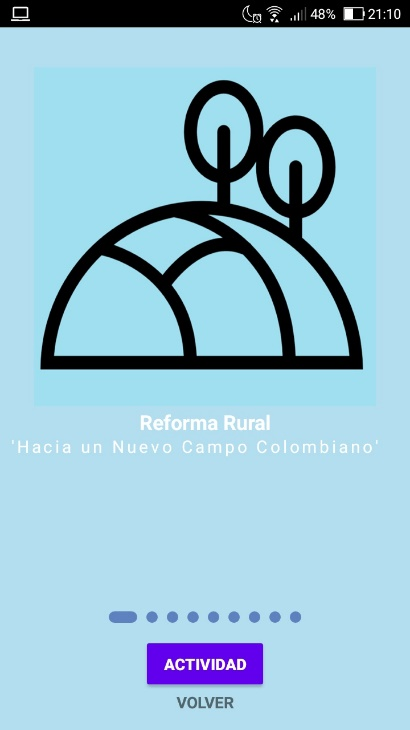 48% 21:10
Reforma Rural
'Hacia un Nuevo Campo Colombiano'
ACTIVIDAD
VOLVER